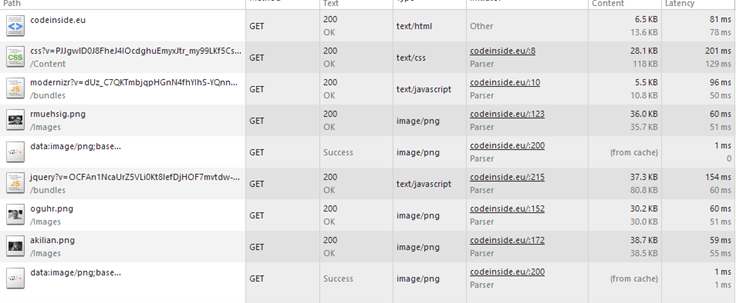 Path Method Text Type Initiator Content Latency
codeinside.eu GET 200 text/html Other 6.5 KB 81 ms
OK 13.6 KB 78 ms
css?v=PJJgwID0J8FheJ4IOcdghuEmyxJtr_my99LKf5Cs... GET 200 text/css codeinside.eu/:8 28.1 KB 201 ms
/Content OK Parser 118 KB 129 ms
modernizr?v=dUz_C7QKTmbjqpHGnN4fhYlhS-YQnn... GET 200 text/javascript codeinside.eu/:10 5.5 KB 96 ms
/bundles OK Parser 10.8 KB 50 ms
rmuehsig.png GET 200 image/png codeinside.eu/:123 36.0 KB 60 ms
/Images OK Parser 35.7 KB 51 ms
data:image/png;base... GET Success image/png codeinside.eu/:200 (from cache) 1 ms
Parser 0
jquery?v=OCFAn1NcaUrZ5VLi0Kt8IefDjHOF7mvtdw-... GET 200 text/javascript codeinside.eu/:215 37.3 KB 154 ms
/bundles OK Parser 80.8 KB 60 ms
oguhr.png GET 200 image/png codeinside.eu/:152 30.2 KB 60 ms
/Images OK Parser 30.0 KB 51 ms
akilian.png GET 200 image/png codeinside.eu/:172 38.7 KB 59 ms
/Images OK Parser 38.5 KB 55 ms
data:image/png;base... GET Success image/png codeinside.eu/:200 (from cache) 1 ms
Parser 1 ms